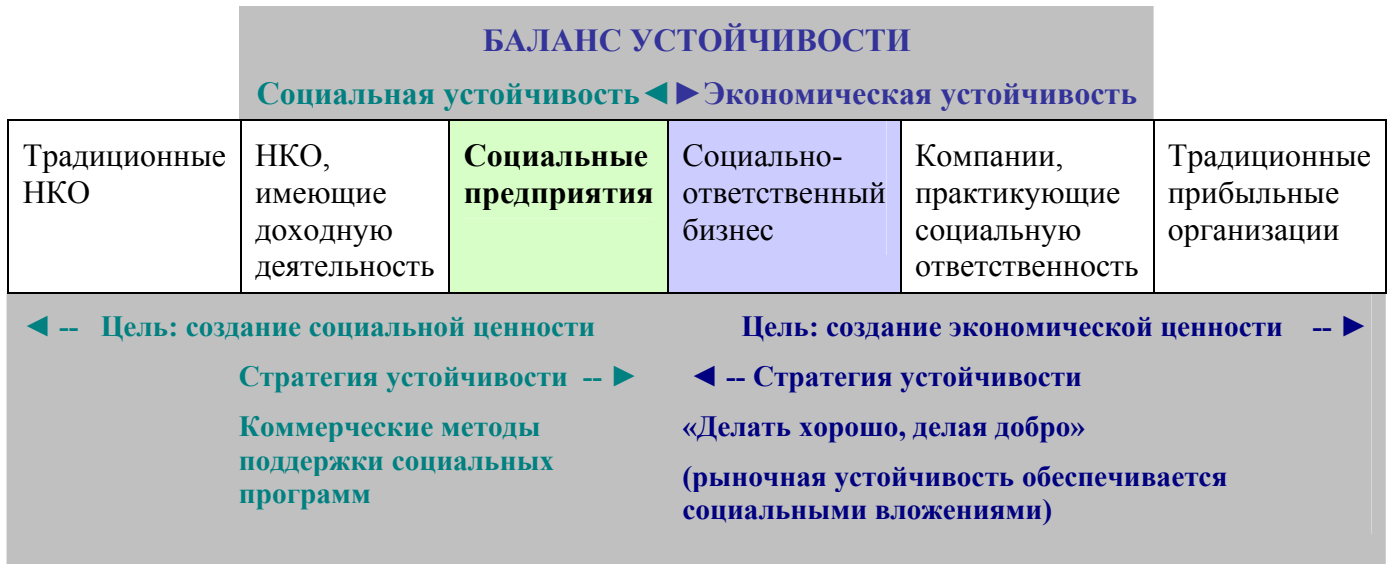 БАЛАНС УСТОЙЧИВОСТИ
Социальная устойчивость◄►Экономическая устойчивость
Традиционные
НКО
НКО,
имеющие
доходную
деятельность
Социальные
предприятия
Социально-
ответственный
бизнес
Компании,
практикующие
социальную
ответственность
Традиционные
прибыльные
организации
◄ -- Цель: создание социальной ценности
Стратегия устойчивости -- ►
Коммерческие методы
поддержки социальных
программ
Цель: создание экономической ценности -- ►
◄ -- Стратегия устойчивости
«Делать хорошо, делая добро»
(рыночная устойчивость обеспечивается
социальными вложениями)